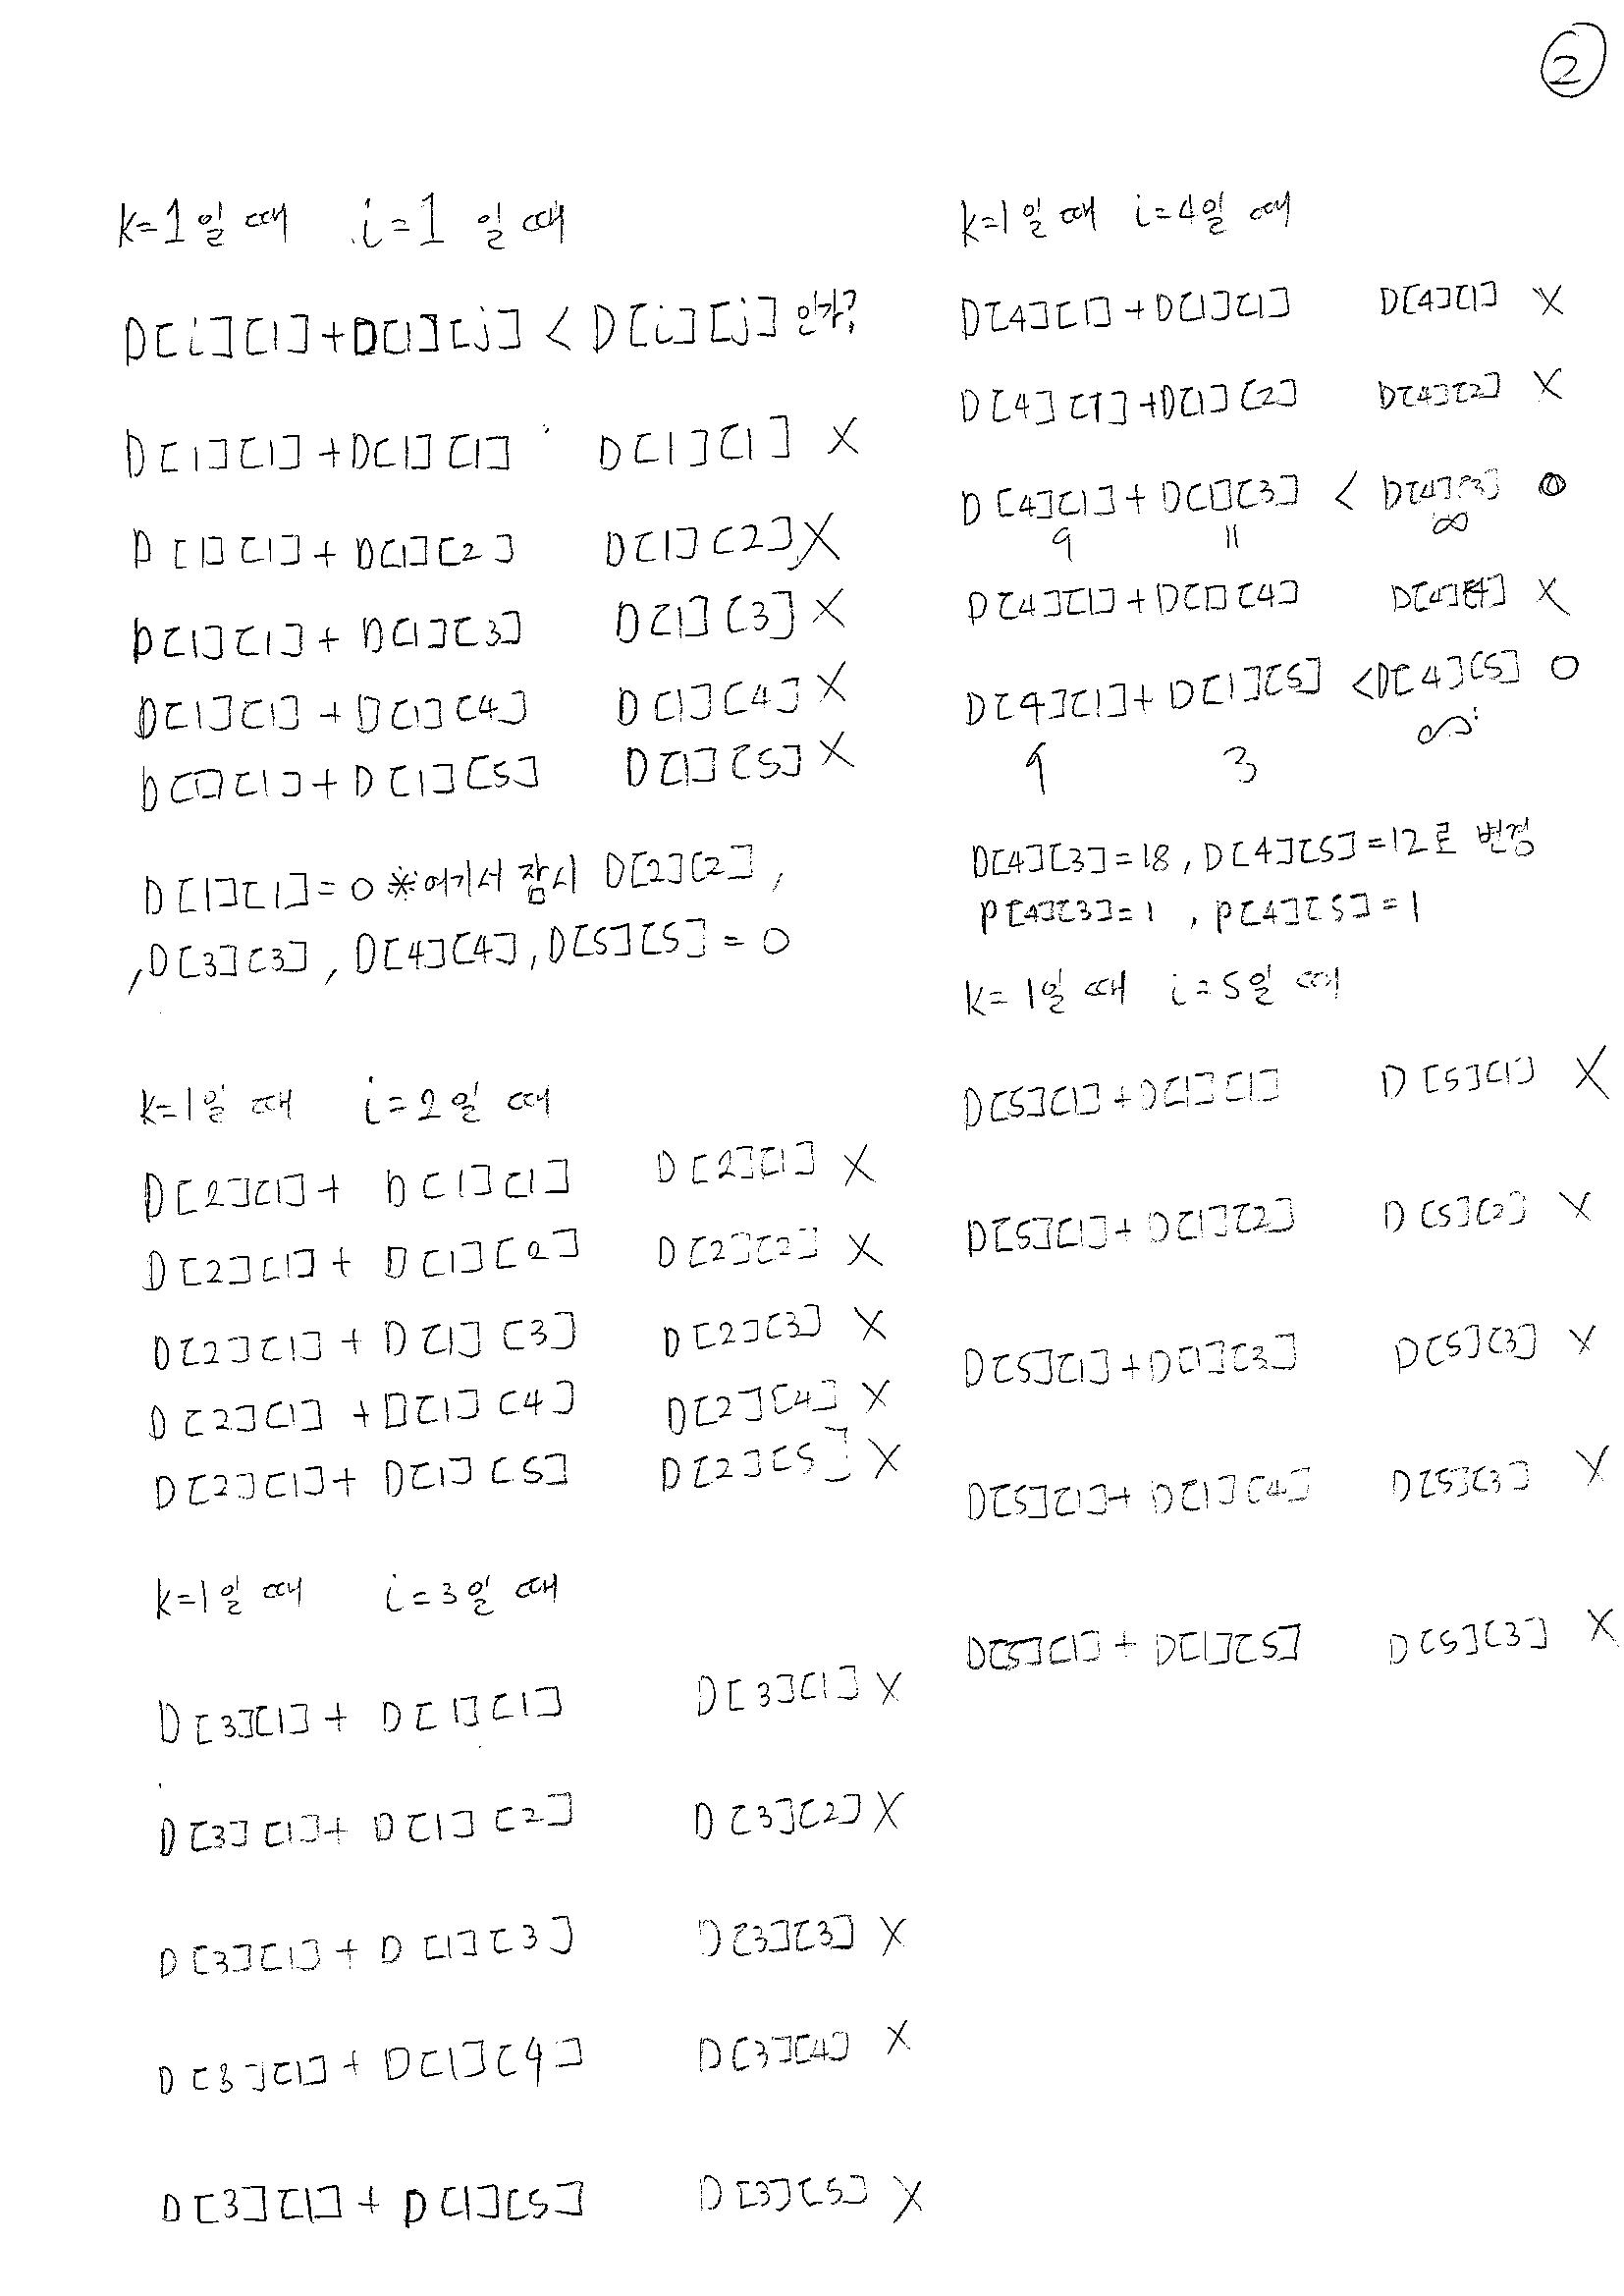 ②
k=1일 때 i=1 일 때
D[i][1]+D[1][j] < D[i][j] 인가?
D[1][1]+D[1][1] D[1][1] X
D[1][1]+D[1][2] D[1][2] X
D[1][1]+D[1][3] D[1][3] X
D[1][1]+D[1][4] D[1][4] X
D[1][1]+D[1][5] D[1][5] X
D[1][1]=0 ※여기서 잠시 D[2][2],
,D[3][3], D[4][4], D[5][5]=0
k=1일 때 i=2일 때
D[2][1]+ D[1][1] D[2][1] X
D[2][1]+ D[1][2] D[2][2] X
D[2][1]+D[1][3] D[2][3] X
D[2][1]+D[1][4] D[2][4] X
D[2][1]+D[1][5] D[2][5] X
k=1일 때 i=3일 때
D[3][1]+ D[1][1] D[3][1] X
D[3][1]+D[1][2] D[3][2] X
D[3][1]+D[1][3] D[3][3] X
D[3][1]+D[1][4] D[3][4] X
D[3][1]+D[1][5] D[3][5] X
k=1일 때 i=4일 때
D[4][1]+D[1][1] D[4][1] X
D[4][1]+D[1][2] D[4][2] X
D[4][1]+D[1][3] < D[4][3] O
9 11 ∞
D[4][1]+D[1][4] D[4][4] X
D[4][1]+D[1][5] <D[4][5] O
9 3 ∞
D[4][3]=18, D[4][5]=12로 변경
P[4][3]=1 , P[4][5]=1
k=1일 때 i=5일 때
D[5][1]+D[1][1] D[5][1] X
D[5][1]+D[1][2] D[5][2] X
D[5][1]+D[1][3] D[5][3] X
D[5][1]+D[1][4] D[5][3] X
D[5][1]+D[1][5] D[5][3] X